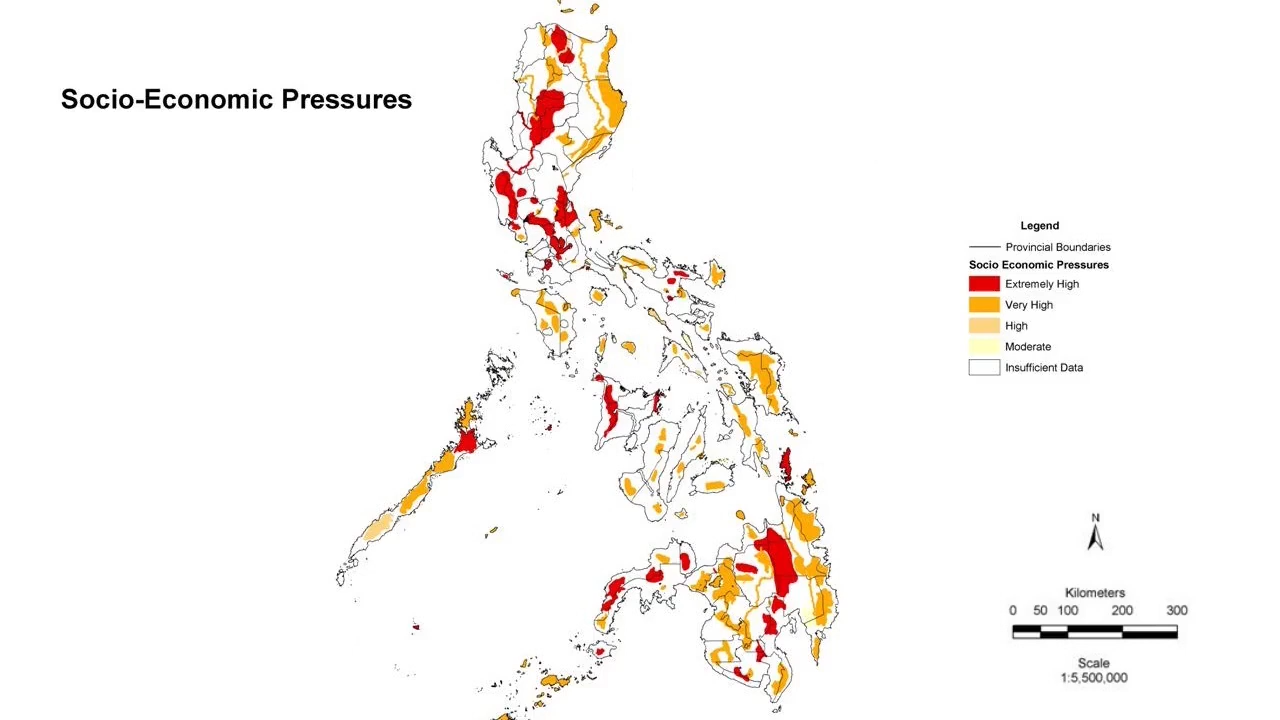 Socio-Economic Pressures
Legend
Provincial Boundaries
Socio Economic Pressures
Extremely High
Very High
High
Moderate
Insufficient Data
N
Kilometers
0 50 100 200 300
Scale
1:5,500,000